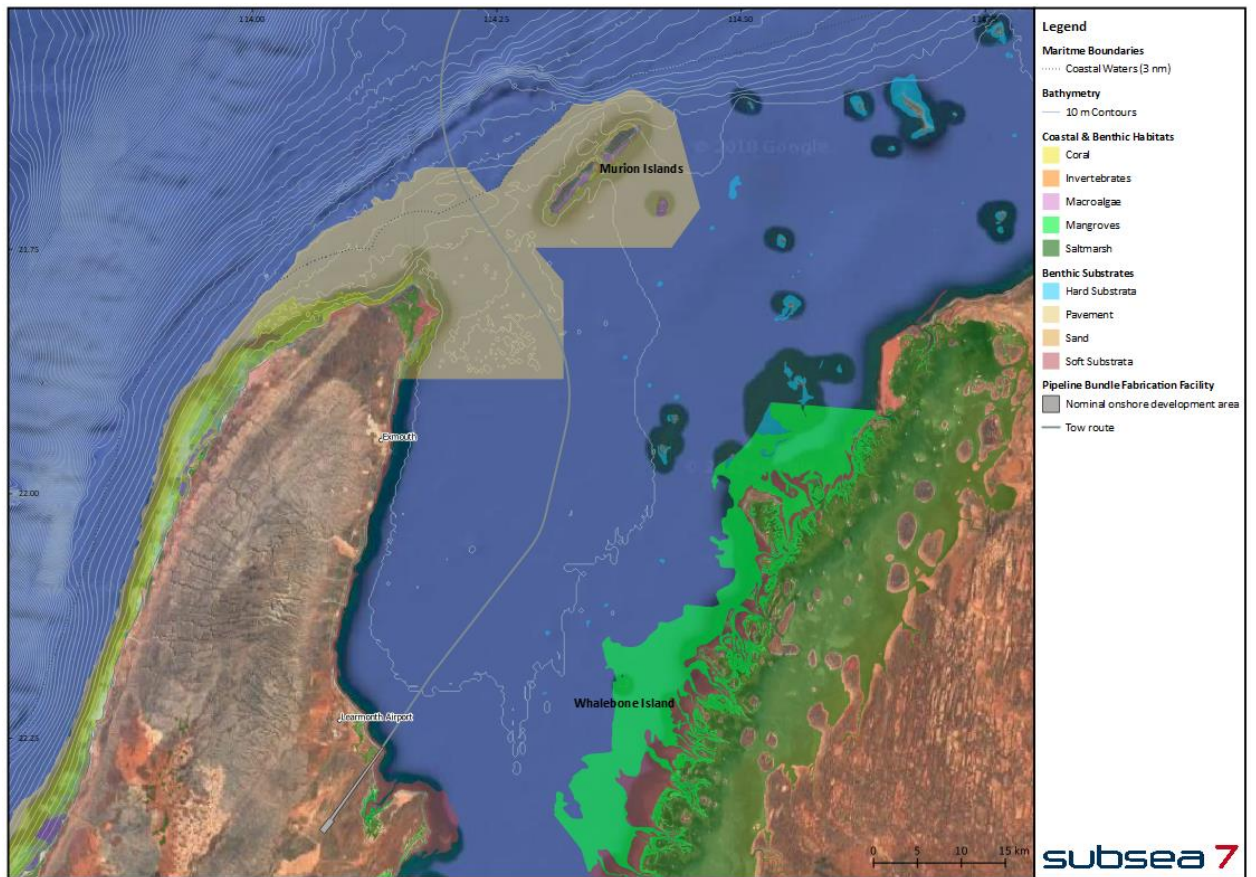 114.00
114.25
114.50
114.75
© 2018 Google
Murion Islands
21.75
Exmouth
22.00
Whalebone Island
Learmonth Airport
22.25
0 5 10 15 km
Legend
Maritme Boundaries
Coastal Waters (3 nm)
Bathymetry
10 m Contours
Coastal & Benthic Habitats
Coral
Invertebrates
Macroalgae
Mangroves
Saltmarsh
Benthic Substrates
Hard Substrata
Pavement
Sand
Soft Substrata
Pipeline Bundle Fabrication Facility
Nominal onshore development area
Tow route
subsea 7